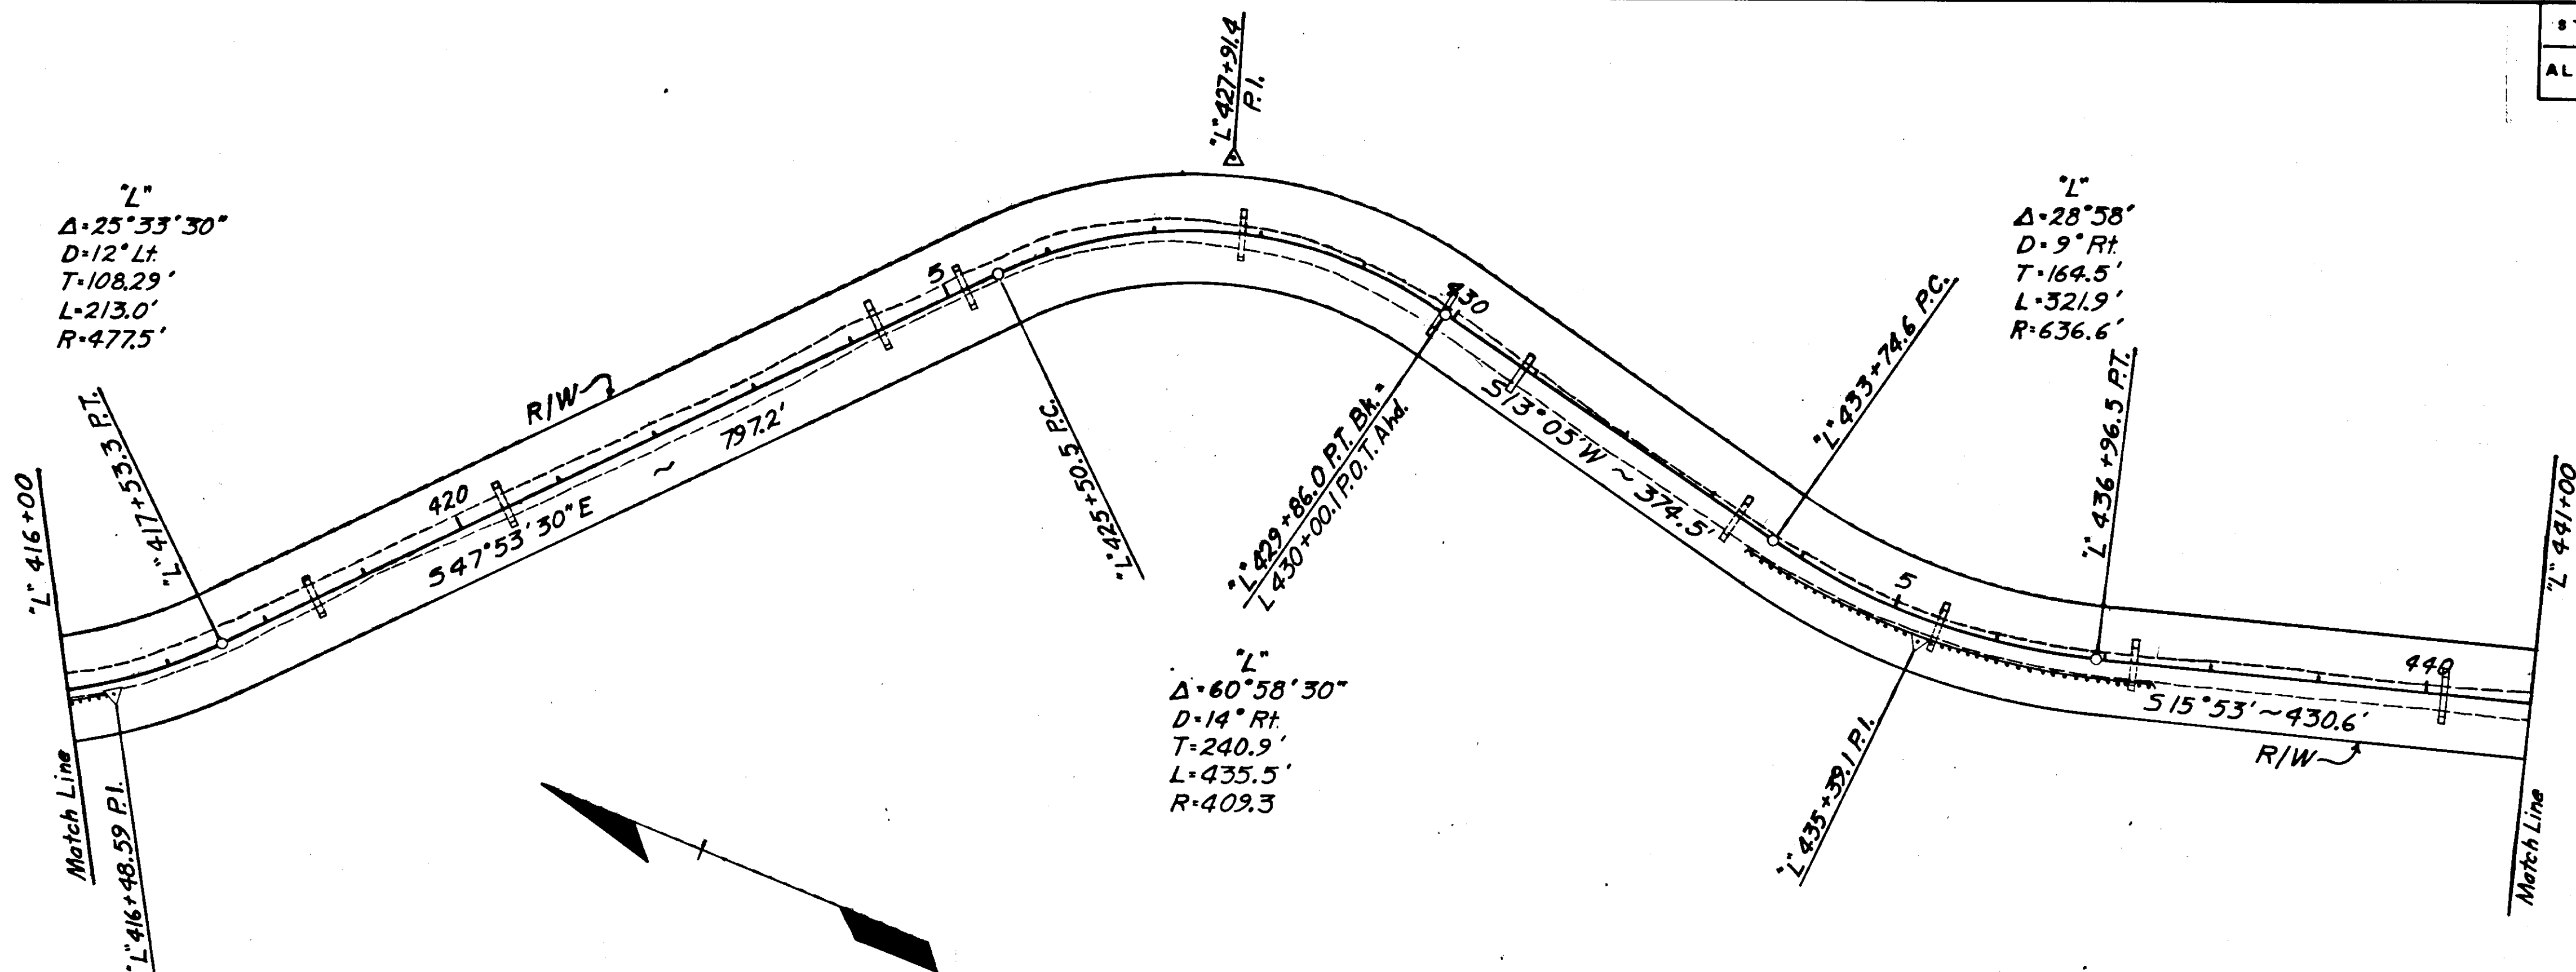 "L" 427+91.4
P.I.
S
AL
"L"
Δ=25°33'30"
D=12° Lt.
T=108.29'
L=213.0'
R=477.5'
"L"
Δ=28°58'
D=9° Rt.
T=164.5'
L=321.9'
R=636.6'
"L" 416+00
Match Line
"L" 417+53.3 P.T.
"L" 416+48.59 P.I.
R/W
420
S 47°53'30" E ~ 797.2'
5
"L" 425+50.5 P.C.
430
"L" 429+86.0 P.T. Bk. =
L 430+00.1 P.O.T. Ahd.
S 13°05' W ~ 374.5'
"L" 433+74.6 P.C.
5
"L" 436+96.5 P.T.
"L" 435+39.1 P.I.
"L"
Δ=60°58'30"
D=14° Rt.
T=240.9'
L=435.5'
R=409.3
440
S 15°53' ~ 430.6'
R/W
"L" 441+00
Match Line